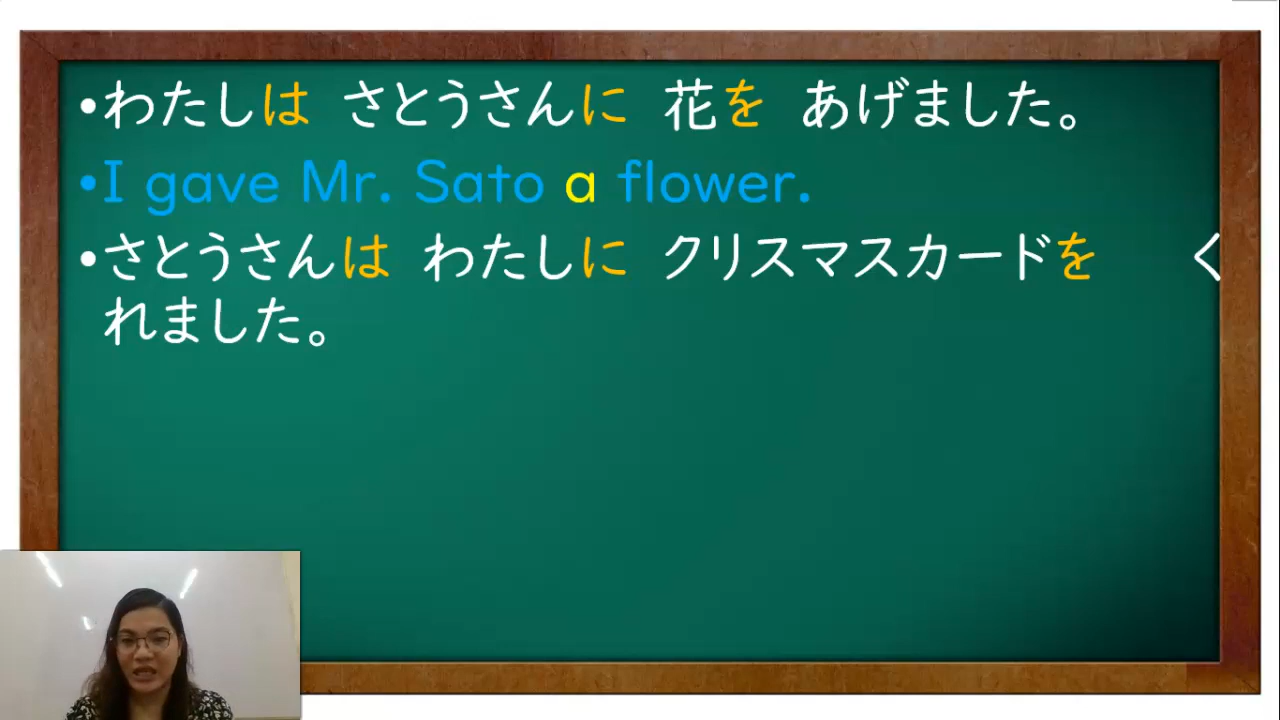 •わたしは さとうさんに 花を あげました。
•I gave Mr. Sato a flower.
•さとうさんは わたしに クリスマスカードを く
れました。